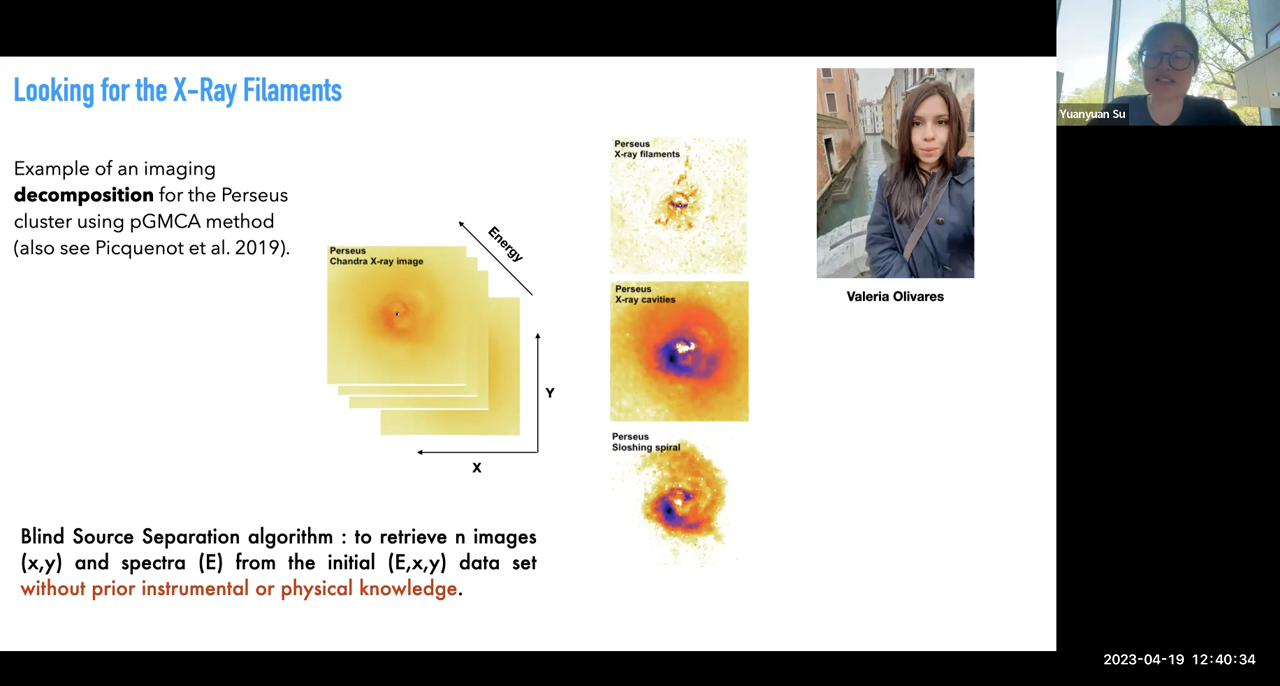 Looking for the X-Ray Filaments
Example of an imaging
decomposition for the Perseus
cluster using pGMCA method
(also see Picquenot et al. 2019).
Perseus
Chandra X-ray image
Energy
Y
X
Perseus
X-ray filaments
Perseus
X-ray cavities
Perseus
Sloshing spiral
Valeria Olivares
Yuanyuan Su
Blind Source Separation algorithm : to retrieve n images
(x,y) and spectra (E) from the initial (E,x,y) data set
without prior instrumental or physical knowledge.
2023-04-19 12:40:34